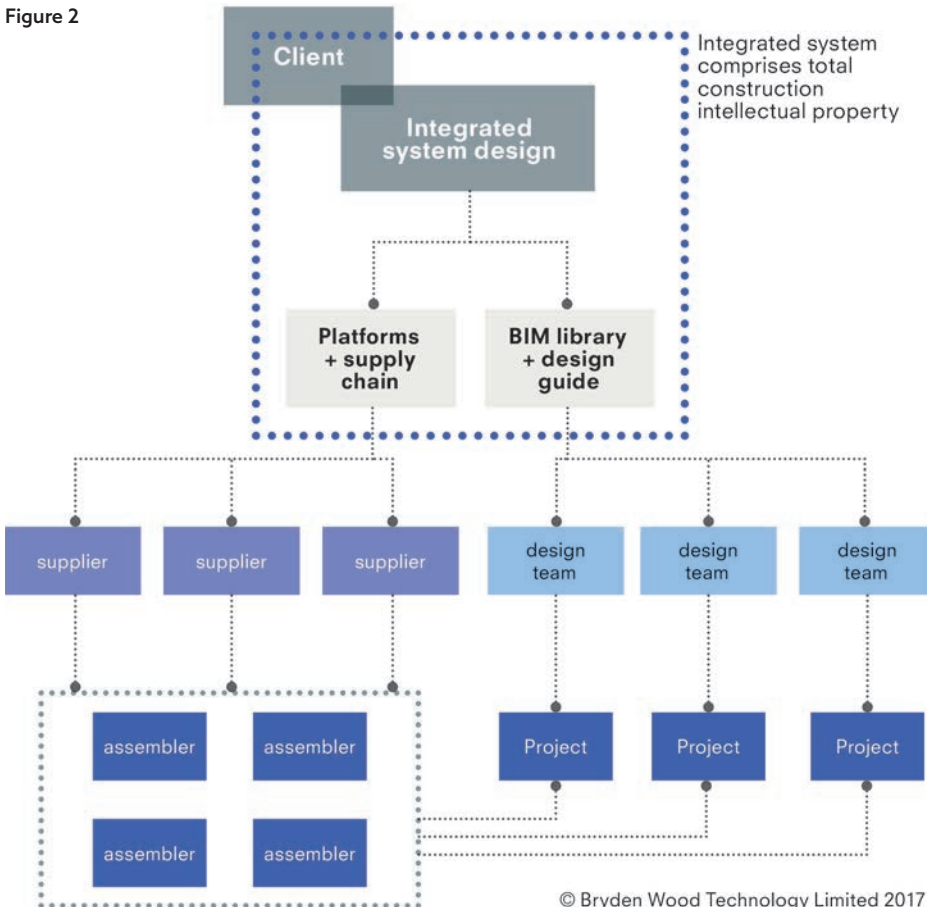 Figure 2
Client
Integrated system
comprises total
construction
intellectual property
Integrated
system design
Platforms
+ supply
chain
BIM library
+ design
guide
supplier
supplier
supplier
design
team
design
team
design
team
assembler
assembler
Project
Project
Project
assembler
assembler
© Bryden Wood Technology Limited 2017